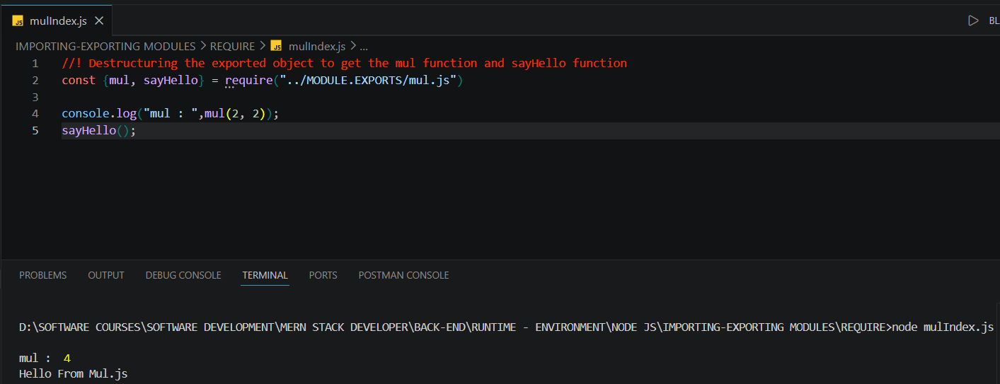 JS mulIndex.js
BL
IMPORTING-EXPORTING MODULES > REQUIRE > JS mulIndex.js > ...
1 //! Destructuring the exported object to get the mul function and sayHello function
2 const {mul, sayHello} = require("../MODULE.EXPORTS/mul.js")
3
4 console.log("mul : ",mul(2, 2));
5 sayHello();
PROBLEMS OUTPUT DEBUG CONSOLE TERMINAL PORTS POSTMAN CONSOLE
D:\SOFTWARE COURSES\SOFTWARE DEVELOPMENT\MERN STACK DEVELOPER\BACK-END\RUNTIME - ENVIRONMENT\NODE JS\IMPORTING-EXPORTING MODULES\REQUIRE>node mulIndex.js
mul :  4
Hello From Mul.js